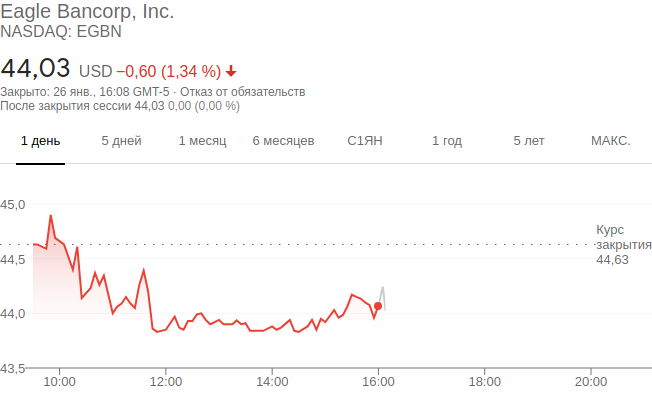 Eagle Bancorp, Inc.
NASDAQ: EGBN
44,03 USD −0,60 (1,34 %)
Закрыто: 26 янв., 16:08 GMT-5 · Отказ от обязательств
После закрытия сессии 44,03 0,00 (0,00 %)
1 день 5 дней 1 месяц 6 месяцев С1ЯН 1 год 5 лет МАКС.
45,0
Курс
закрытия
44,63
44,5
44,0
43,5
10:00 12:00 14:00 16:00 18:00 20:00